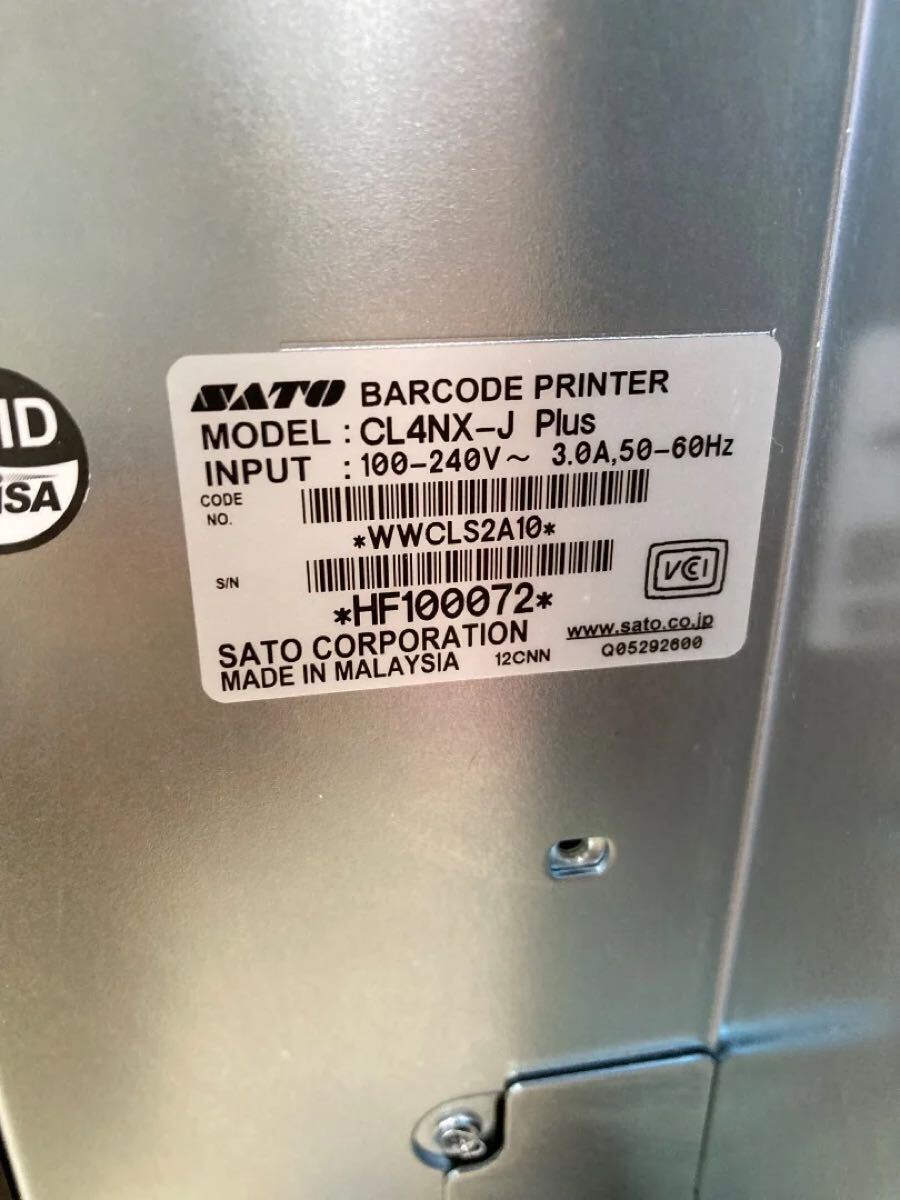 SATO BARCODE PRINTER
MODEL : CL4NX-J Plus
INPUT : 100-240V~ 3.0A,50-60Hz
CODE
NO.
*WWCLS2A10*
S/N
*HF100072*
VCCI
SATO CORPORATION
www.sato.co.jp
MADE IN MALAYSIA
12CNN
Q05292600
ID
ISA